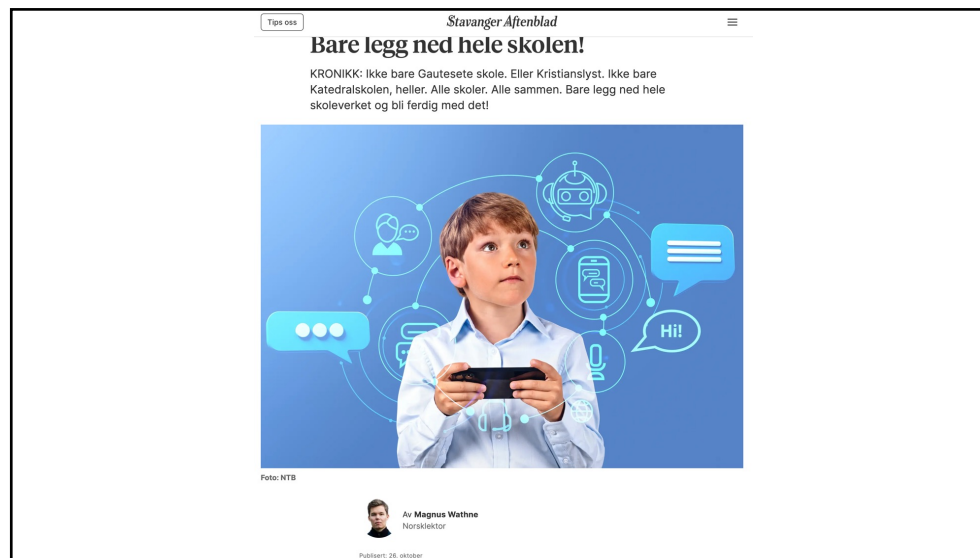 Tips oss
Stavanger Aftenblad
Bare legg ned hele skolen!
KRONIKK: Ikke bare Gautesete skole. Eller Kristianslyst. Ikke bare
Katedralskolen, heller. Alle skoler. Alle sammen. Bare legg ned hele
skoleverket og bli ferdig med det!
Hi!
Foto: NTB
Av Magnus Wathne
Norsklektor
Publisert: 26. oktober